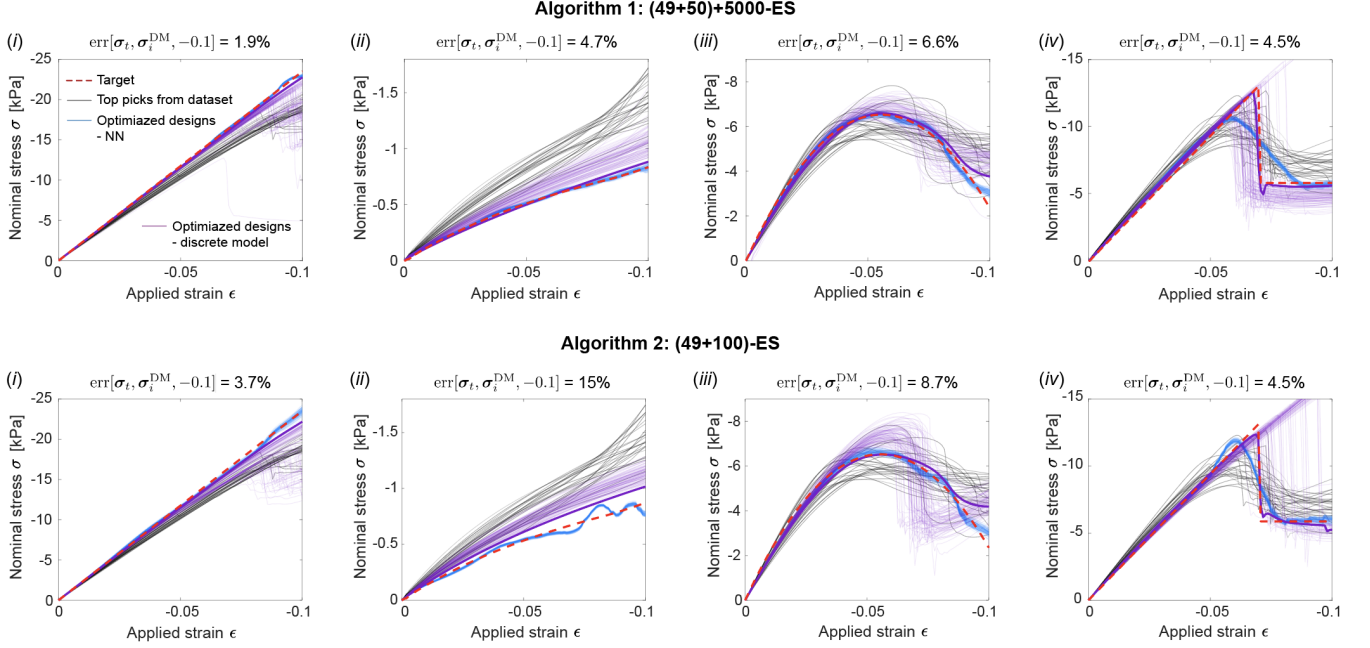 Algorithm 1: (49+50)+5000-ES
(i) err[σt, σiDM, -0.1] = 1.9%
Nominal stress σ [kPa]
-25
-20
-15
-10
-5
0
Target
Top picks from dataset
Optimiazed designs
- NN
Optimiazed designs
- discrete model
0 -0.05 -0.1
Applied strain ϵ
(ii) err[σt, σiDM, -0.1] = 4.7%
Nominal stress σ [kPa]
-1.5
-1
-0.5
0
0 -0.05 -0.1
Applied strain ϵ
(iii) err[σt, σiDM, -0.1] = 6.6%
Nominal stress σ [kPa]
-8
-6
-4
-2
0
0 -0.05 -0.1
Applied strain ϵ
(iv) err[σt, σiDM, -0.1] = 4.5%
Nominal stress σ [kPa]
-15
-10
-5
0
0 -0.05 -0.1
Applied strain ϵ
Algorithm 2: (49+100)-ES
(i) err[σt, σiDM, -0.1] = 3.7%
Nominal stress σ [kPa]
-25
-20
-15
-10
-5
0
0 -0.05 -0.1
Applied strain ϵ
(ii) err[σt, σiDM, -0.1] = 15%
Nominal stress σ [kPa]
-1.5
-1
-0.5
0
0 -0.05 -0.1
Applied strain ϵ
(iii) err[σt, σiDM, -0.1] = 8.7%
Nominal stress σ [kPa]
-8
-6
-4
-2
0
0 -0.05 -0.1
Applied strain ϵ
(iv) err[σt, σiDM, -0.1] = 4.5%
Nominal stress σ [kPa]
-15
-10
-5
0
0 -0.05 -0.1
Applied strain ϵ